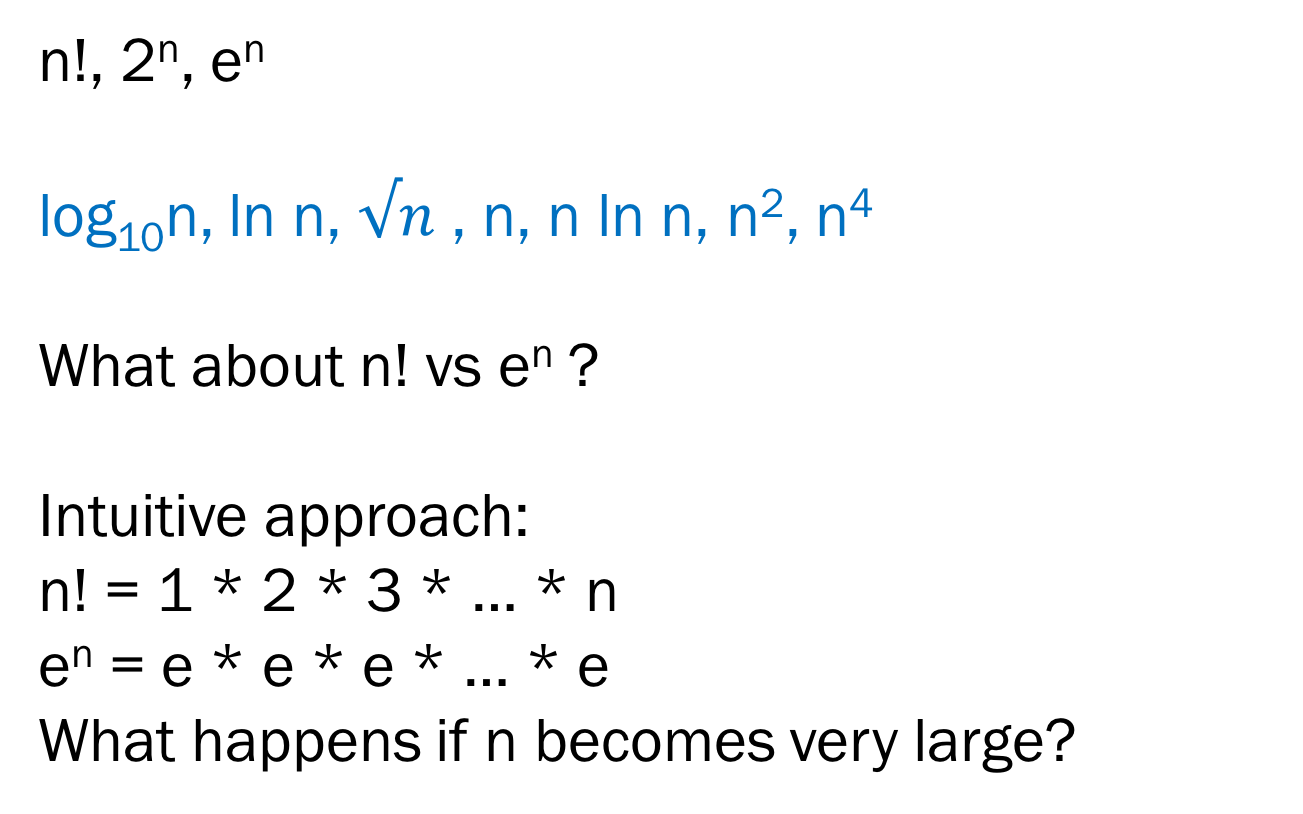 n!, 2ⁿ, eⁿ
log₁₀n, ln n, √n , n, n ln n, n², n⁴
What about n! vs eⁿ ?
Intuitive approach:
n! = 1 * 2 * 3 * ... * n
eⁿ = e * e * e * ... * e
What happens if n becomes very large?